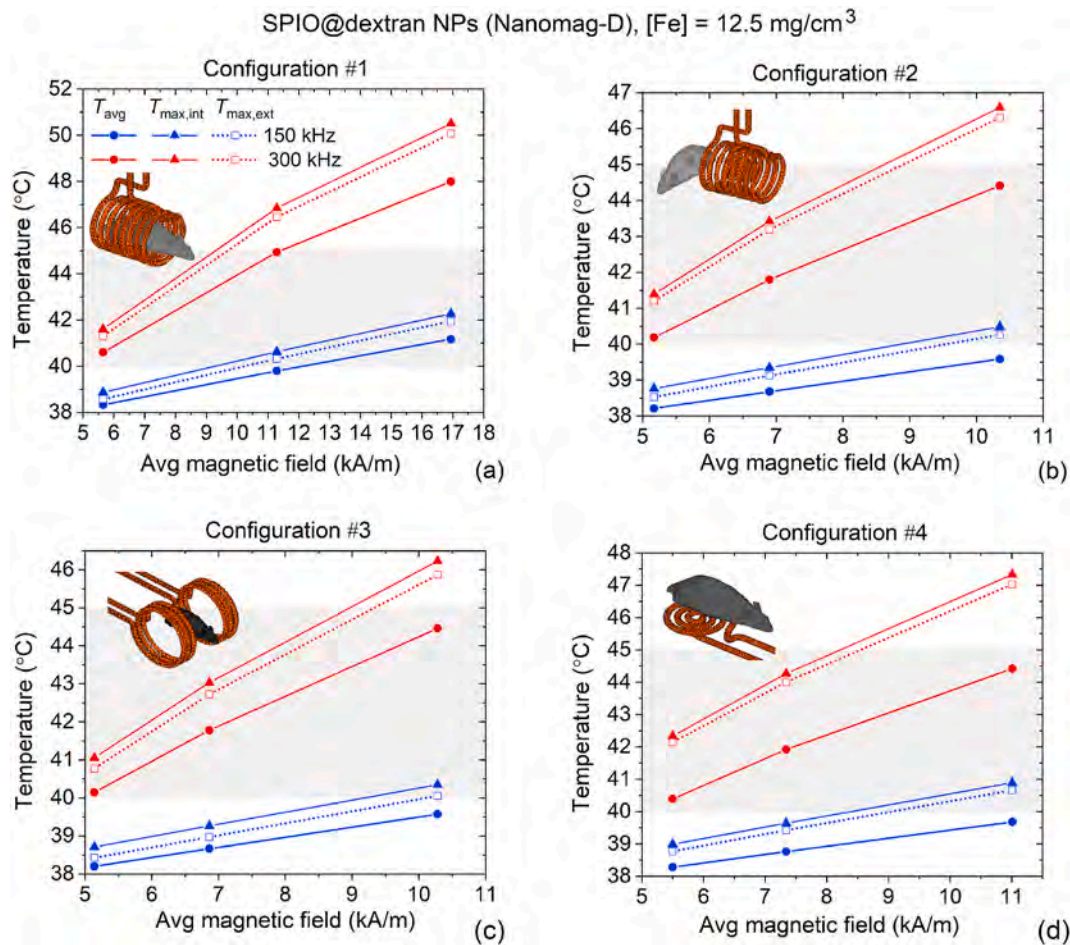 SPIO@dextran NPs (Nanomag-D), [Fe] = 12.5 mg/cm³
Configuration #1
T_avg T_max,int T_max,ext
150 kHz
300 kHz
52
50
48
46
44
42
40
38
Temperature (°C)
5 6 7 8 9 10 11 12 13 14 15 16 17 18
Avg magnetic field (kA/m)
(a)
Configuration #2
47
46
45
44
43
42
41
40
39
38
Temperature (°C)
5 6 7 8 9 10 11
Avg magnetic field (kA/m)
(b)
Configuration #3
46
45
44
43
42
41
40
39
38
Temperature (°C)
5 6 7 8 9 10 11
Avg magnetic field (kA/m)
(c)
Configuration #4
48
47
46
45
44
43
42
41
40
39
38
Temperature (°C)
5 6 7 8 9 10 11
Avg magnetic field (kA/m)
(d)